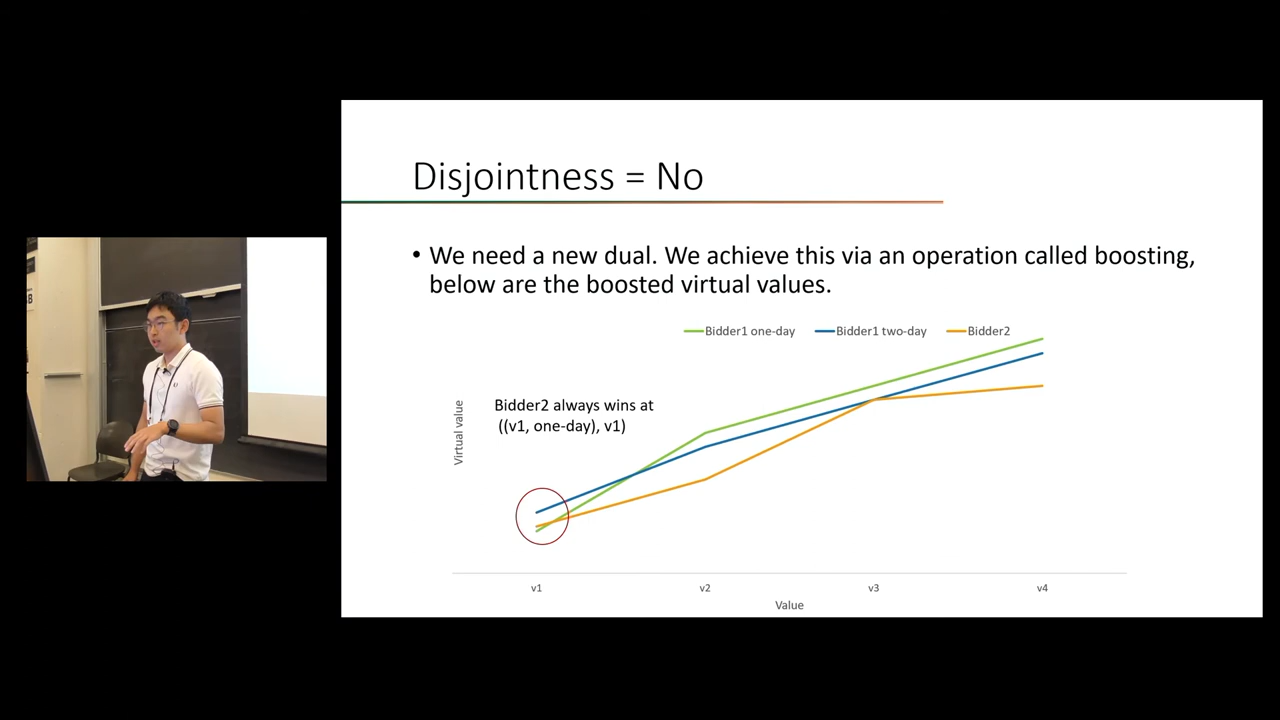 Disjointness = No
• We need a new dual. We achieve this via an operation called boosting,
below are the boosted virtual values.
Bidder1 one-day Bidder1 two-day Bidder2
Bidder2 always wins at
((v1, one-day), v1)
Virtual value
v1 v2 v3 v4
Value